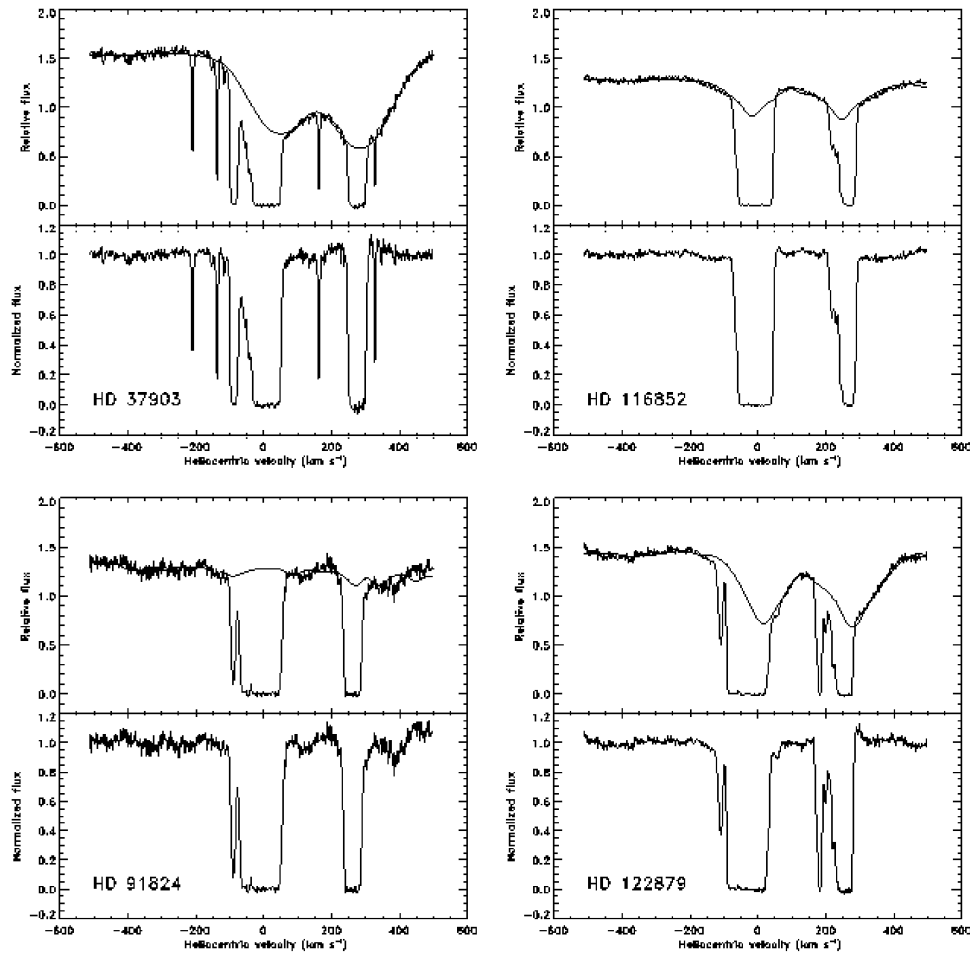 2.0
1.5
1.0
0.5
0.0
Relative flux
1.2
1.0
0.8
0.6
0.4
0.2
0.0
−0.2
Normalized flux
HD 37903
−600 −400 −200 0 200 400 600
Heliocentric velocity (km s⁻¹)
2.0
1.5
1.0
0.5
0.0
Relative flux
1.2
1.0
0.8
0.6
0.4
0.2
0.0
−0.2
Normalized flux
HD 116852
−600 −400 −200 0 200 400 600
Heliocentric velocity (km s⁻¹)
2.0
1.5
1.0
0.5
0.0
Relative flux
1.2
1.0
0.8
0.6
0.4
0.2
0.0
−0.2
Normalized flux
HD 91824
−600 −400 −200 0 200 400 600
Heliocentric velocity (km s⁻¹)
2.0
1.5
1.0
0.5
0.0
Relative flux
1.2
1.0
0.8
0.6
0.4
0.2
0.0
−0.2
Normalized flux
HD 122879
−600 −400 −200 0 200 400 600
Heliocentric velocity (km s⁻¹)